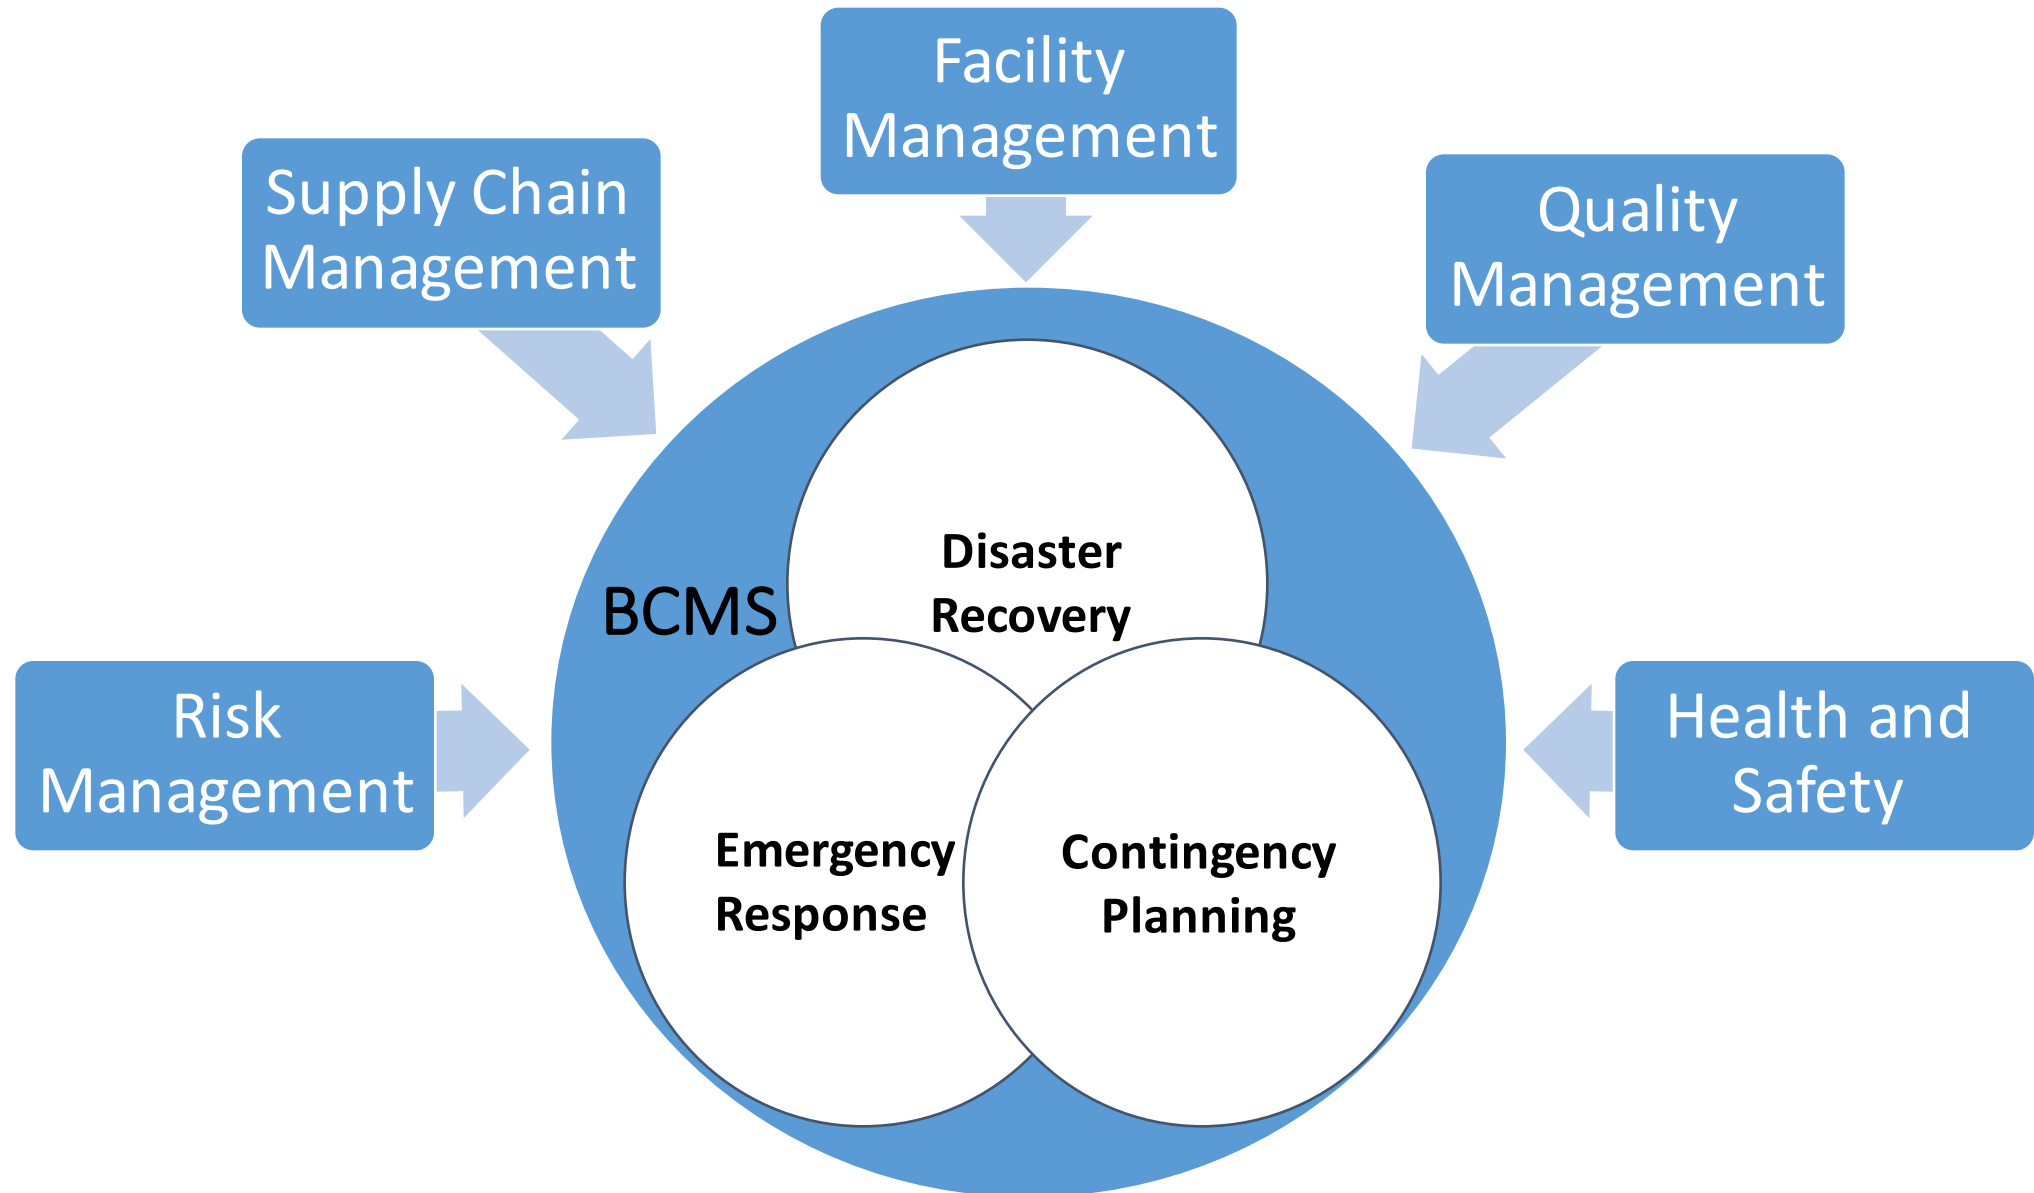 Facility
Management
Supply Chain
Management
Quality
Management
Disaster
Recovery
BCMS
Risk
Management
Health and
Safety
Emergency
Response
Contingency
Planning